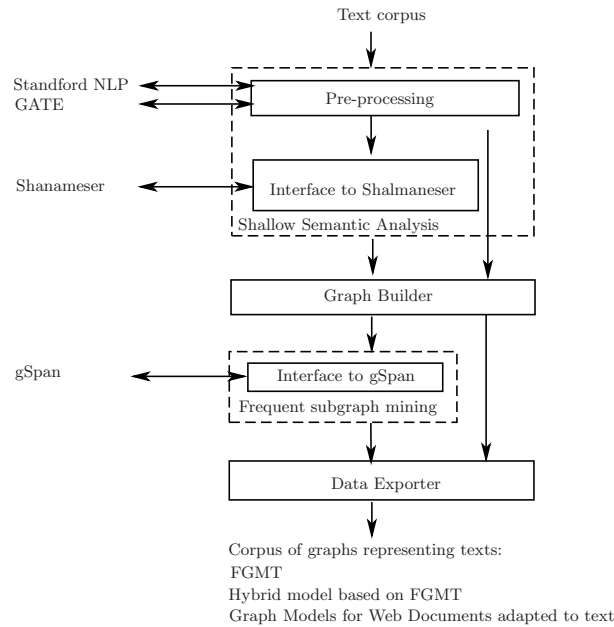 Text corpus
Standford NLP
GATE
Pre-processing
Shanameser
Interface to Shalmaneser
Shallow Semantic Analysis
Graph Builder
gSpan
Interface to gSpan
Frequent subgraph mining
Data Exporter
Corpus of graphs representing texts:
FGMT
Hybrid model based on FGMT
Graph Models for Web Documents adapted to text